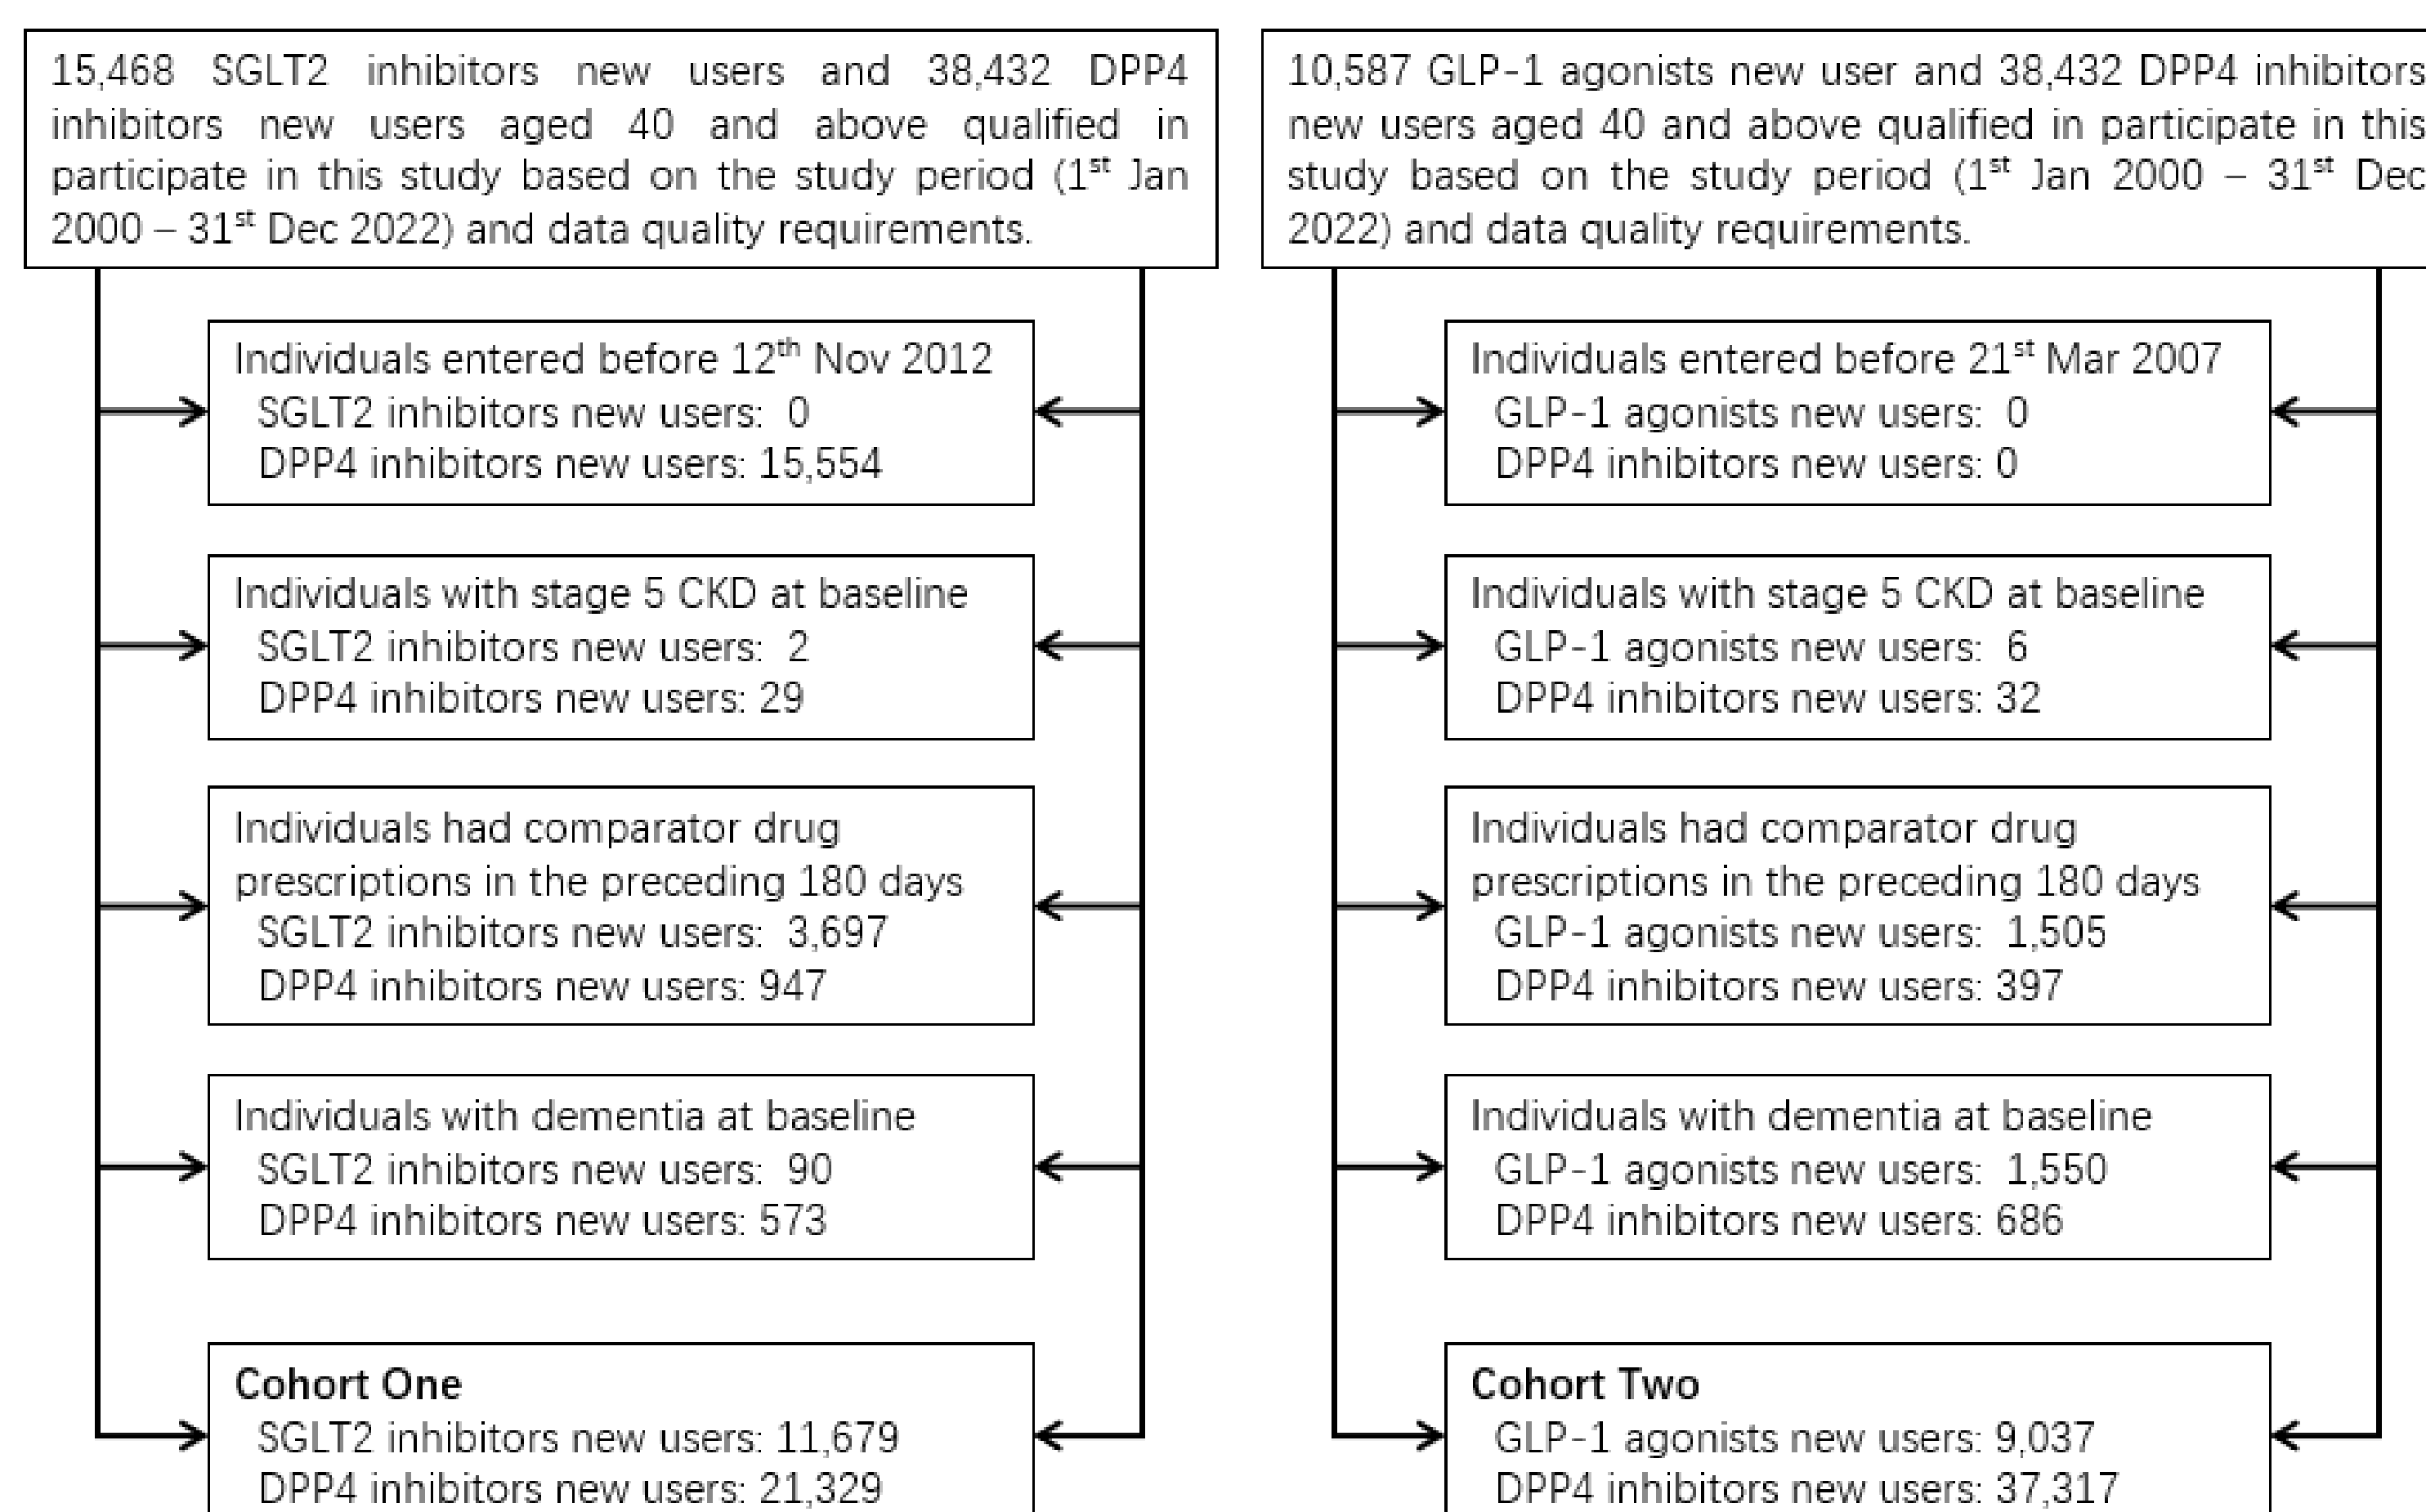 15,468 SGLT2 inhibitors new users and 38,432 DPP4
inhibitors new users aged 40 and above qualified in
participate in this study based on the study period (1st Jan
2000 – 31st Dec 2022) and data quality requirements.
Individuals entered before 12th Nov 2012
SGLT2 inhibitors new users: 0
DPP4 inhibitors new users: 15,554
Individuals with stage 5 CKD at baseline
SGLT2 inhibitors new users: 2
DPP4 inhibitors new users: 29
Individuals had comparator drug
prescriptions in the preceding 180 days
SGLT2 inhibitors new users: 3,697
DPP4 inhibitors new users: 947
Individuals with dementia at baseline
SGLT2 inhibitors new users: 90
DPP4 inhibitors new users: 573
Cohort One
SGLT2 inhibitors new users: 11,679
DPP4 inhibitors new users: 21,329
10,587 GLP-1 agonists new user and 38,432 DPP4 inhibitors
new users aged 40 and above qualified in participate in this
study based on the study period (1st Jan 2000 – 31st Dec
2022) and data quality requirements.
Individuals entered before 21st Mar 2007
GLP-1 agonists new users: 0
DPP4 inhibitors new users: 0
Individuals with stage 5 CKD at baseline
GLP-1 agonists new users: 6
DPP4 inhibitors new users: 32
Individuals had comparator drug
prescriptions in the preceding 180 days
GLP-1 agonists new users: 1,505
DPP4 inhibitors new users: 397
Individuals with dementia at baseline
GLP-1 agonists new users: 1,550
DPP4 inhibitors new users: 686
Cohort Two
GLP-1 agonists new users: 9,037
DPP4 inhibitors new users: 37,317